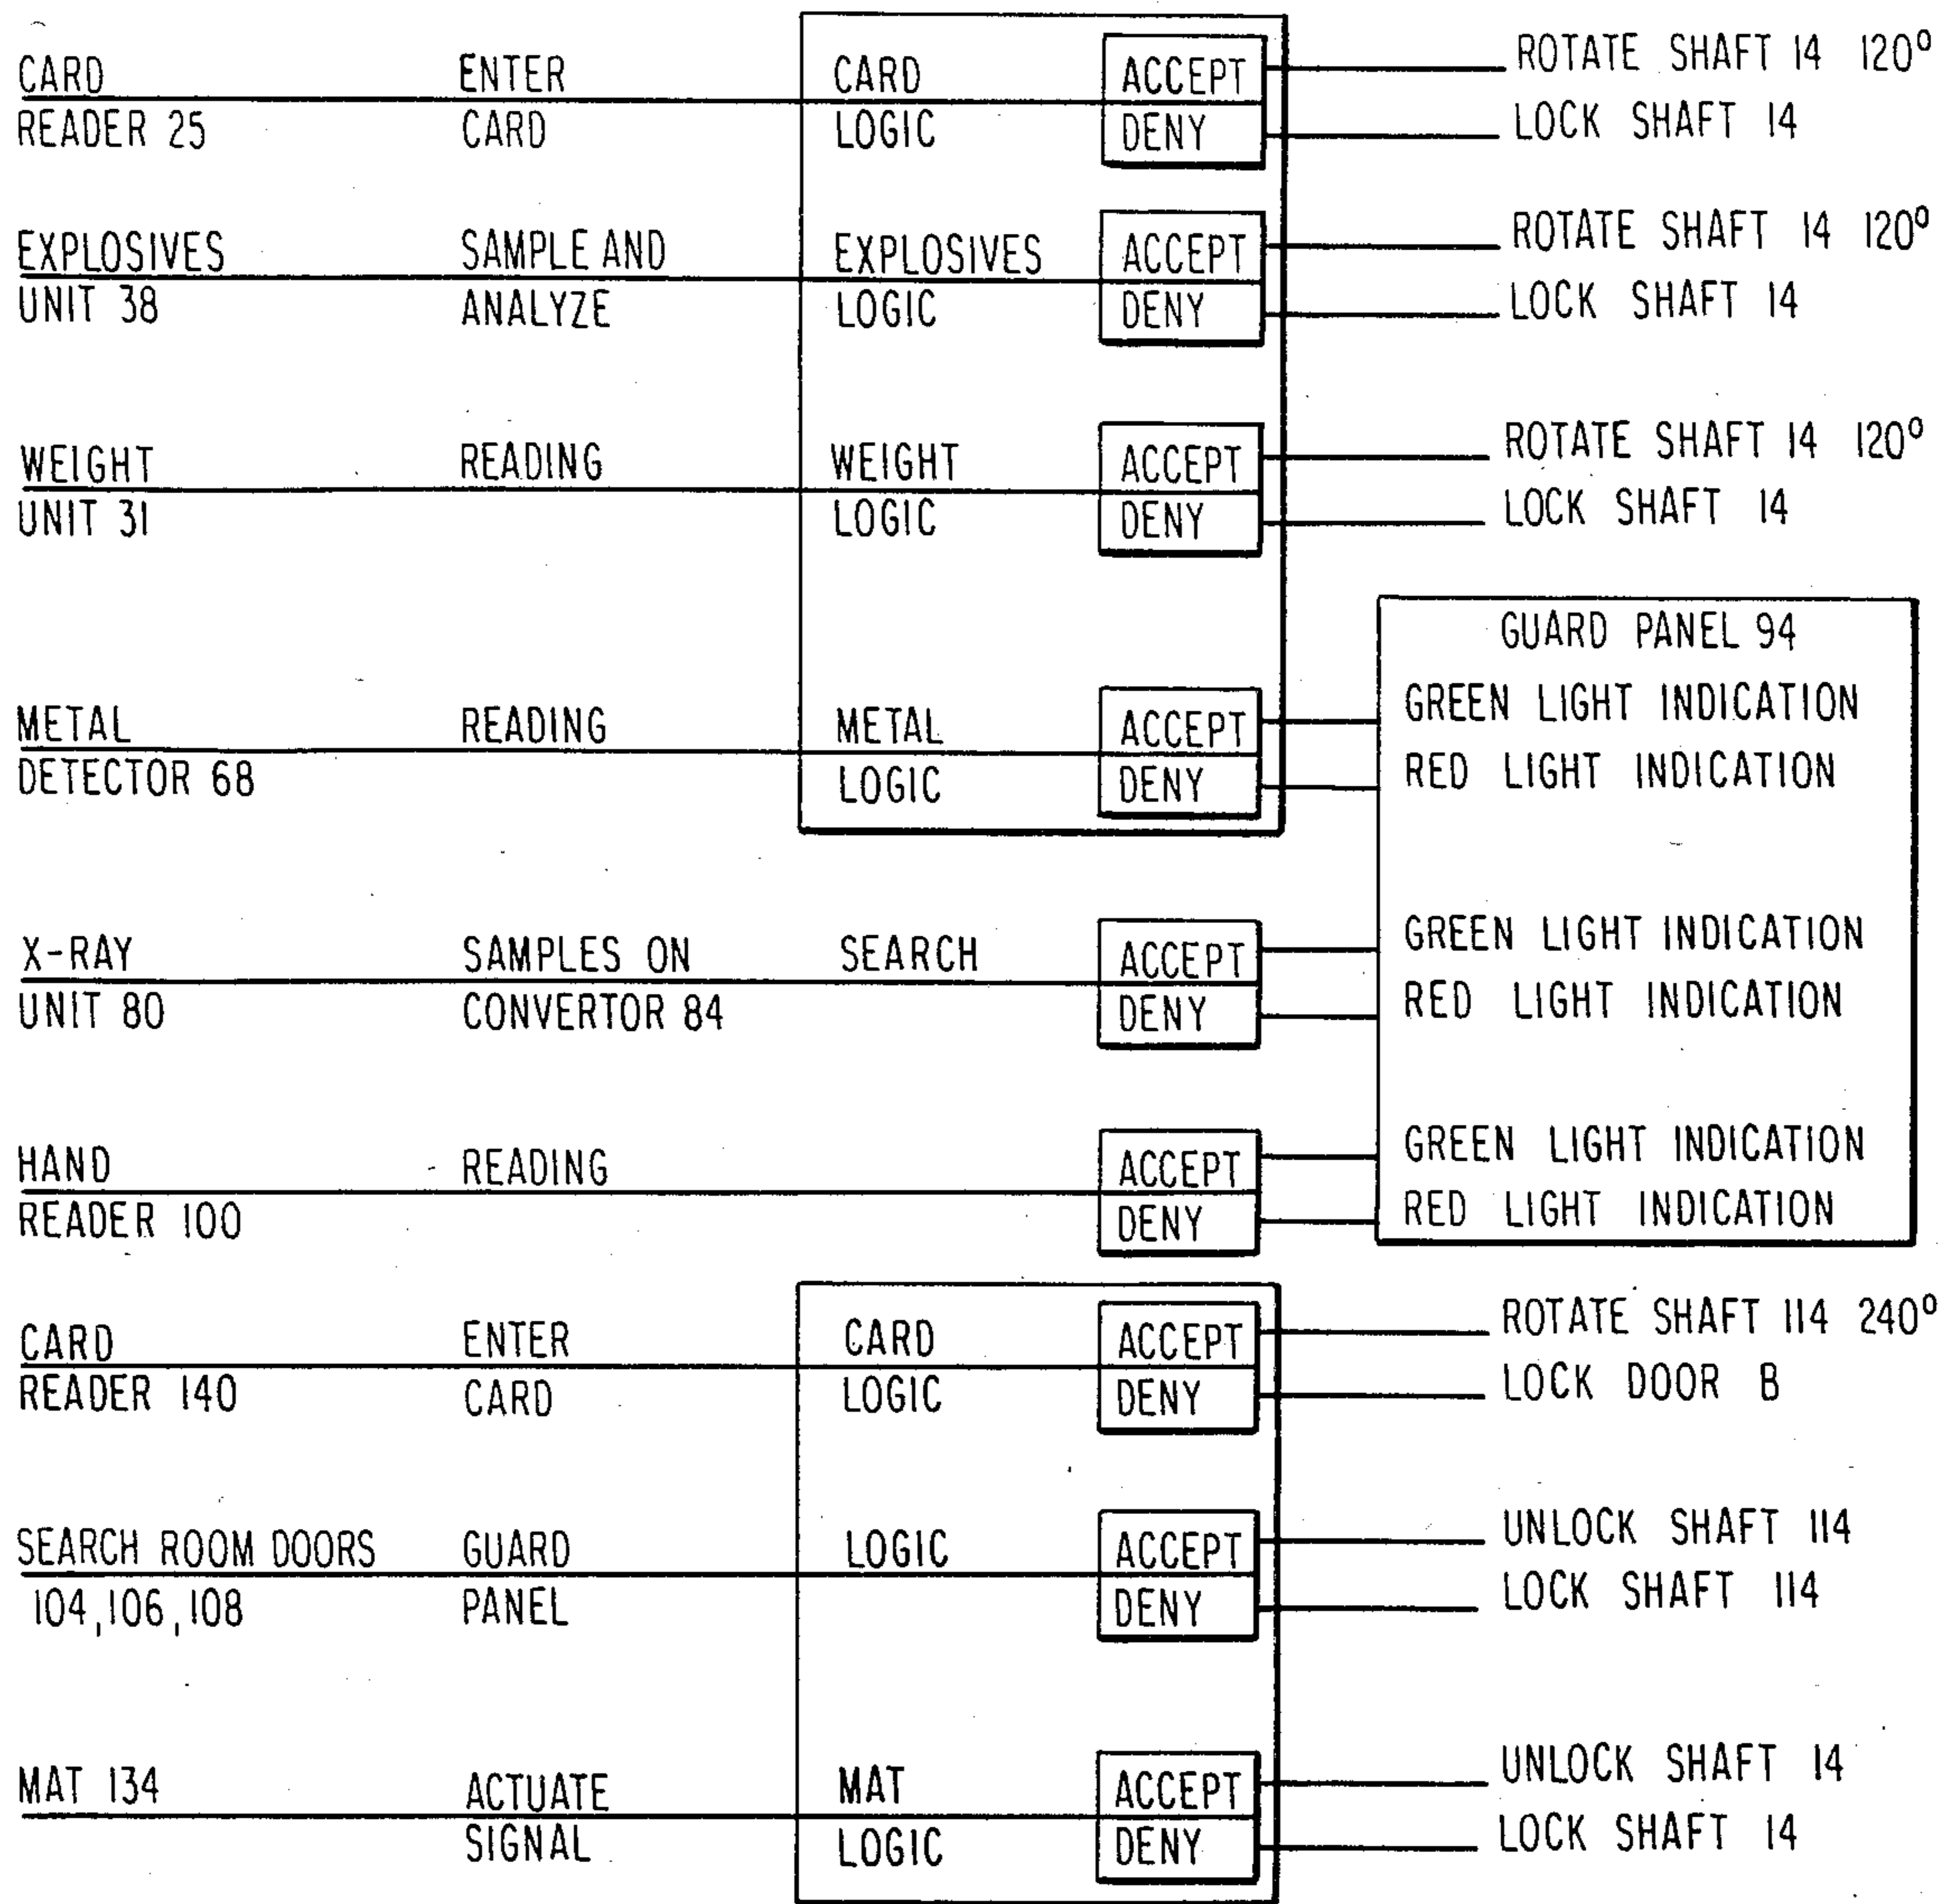 CARD ENTER CARD ACCEPT ROTATE SHAFT 14 120°
READER 25 CARD LOGIC DENY LOCK SHAFT 14
EXPLOSIVES SAMPLE AND EXPLOSIVES ACCEPT ROTATE SHAFT 14 120°
UNIT 38 ANALYZE LOGIC DENY LOCK SHAFT 14
WEIGHT READING WEIGHT ACCEPT ROTATE SHAFT 14 120°
UNIT 31 LOGIC DENY LOCK SHAFT 14
GUARD PANEL 94
METAL READING METAL ACCEPT GREEN LIGHT INDICATION
DETECTOR 68 LOGIC DENY RED LIGHT INDICATION
X-RAY SAMPLES ON SEARCH ACCEPT GREEN LIGHT INDICATION
UNIT 80 CONVERTOR 84 DENY RED LIGHT INDICATION
HAND READING ACCEPT GREEN LIGHT INDICATION
READER 100 DENY RED LIGHT INDICATION
CARD ENTER CARD ACCEPT ROTATE SHAFT 114 240°
READER 140 CARD LOGIC DENY LOCK DOOR B
SEARCH ROOM DOORS GUARD LOGIC ACCEPT UNLOCK SHAFT 114
104, 106, 108 PANEL DENY LOCK SHAFT 114
MAT 134 ACTUATE MAT ACCEPT UNLOCK SHAFT 14
SIGNAL LOGIC DENY LOCK SHAFT 14